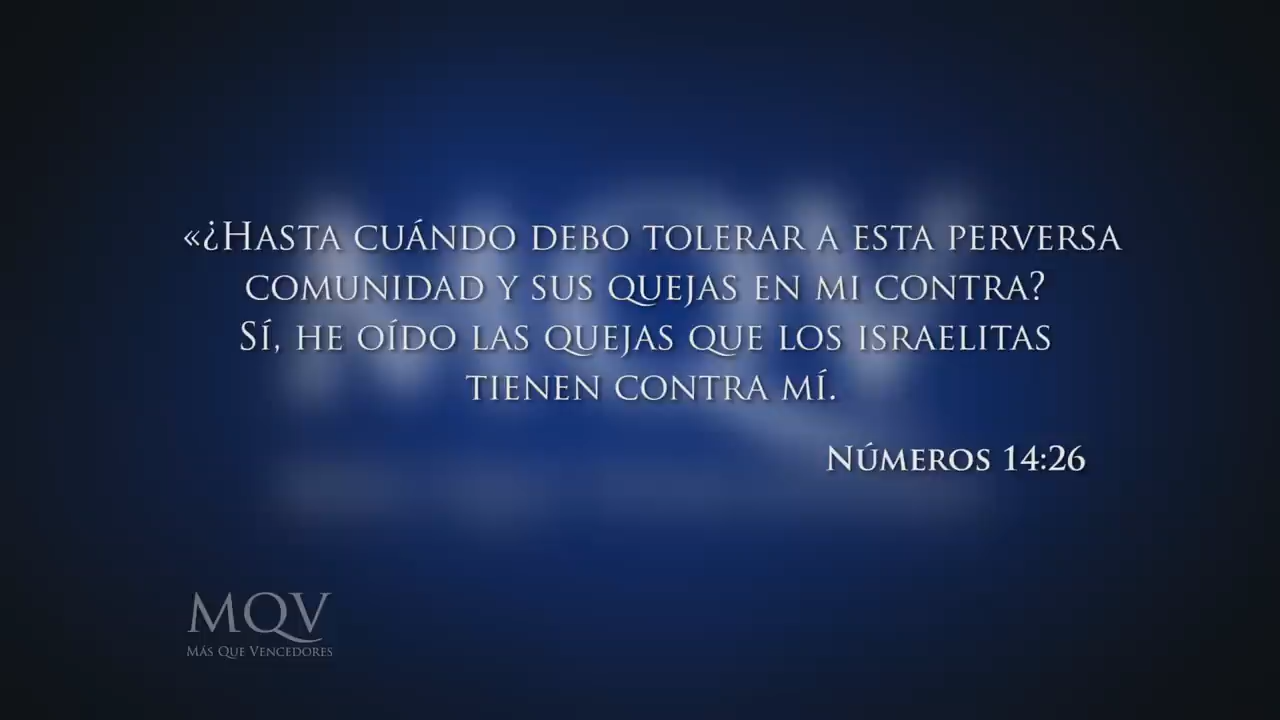 «¿Hasta cuándo debo tolerar a esta perversa
comunidad y sus quejas en mi contra?
Sí, he oído las quejas que los israelitas
tienen contra mí.
Números 14:26
MQV
Más Que Vencedores